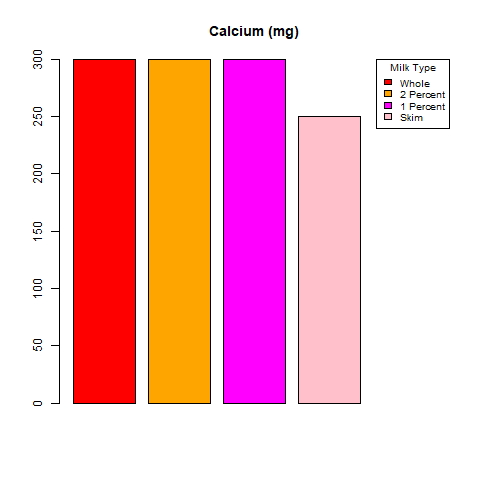 Calcium (mg)
300
250
200
150
100
50
0
Milk Type
Whole
2 Percent
1 Percent
Skim